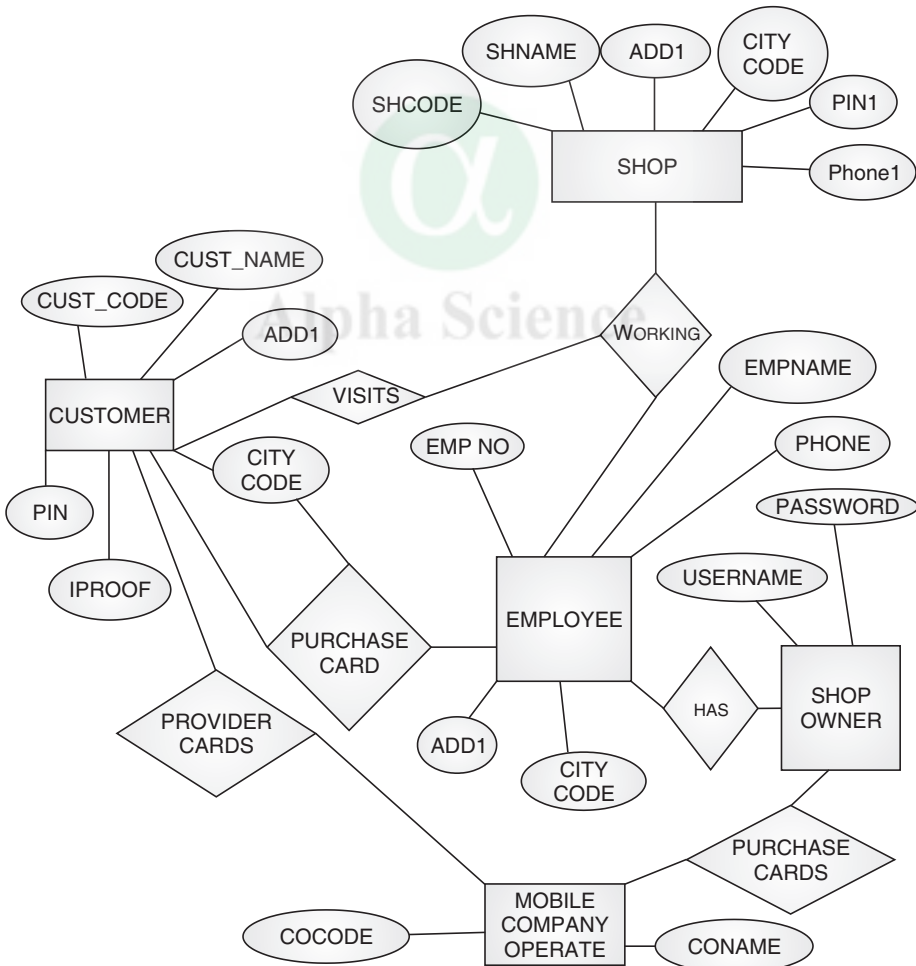 SHCODE
SHNAME
ADD1
CITY
CODE
PIN1
Phone1
SHOP
Alpha Science
WORKING
CUST_CODE
CUST_NAME
ADD1
CUSTOMER
VISITS
CITY
CODE
PIN
IPROOF
EMP NO
EMPNAME
PHONE
PASSWORD
USERNAME
PURCHASE
CARD
EMPLOYEE
HAS
SHOP
OWNER
PROVIDER
CARDS
ADD1
CITY
CODE
PURCHASE
CARDS
MOBILE
COMPANY
OPERATE
COCODE
CONAME